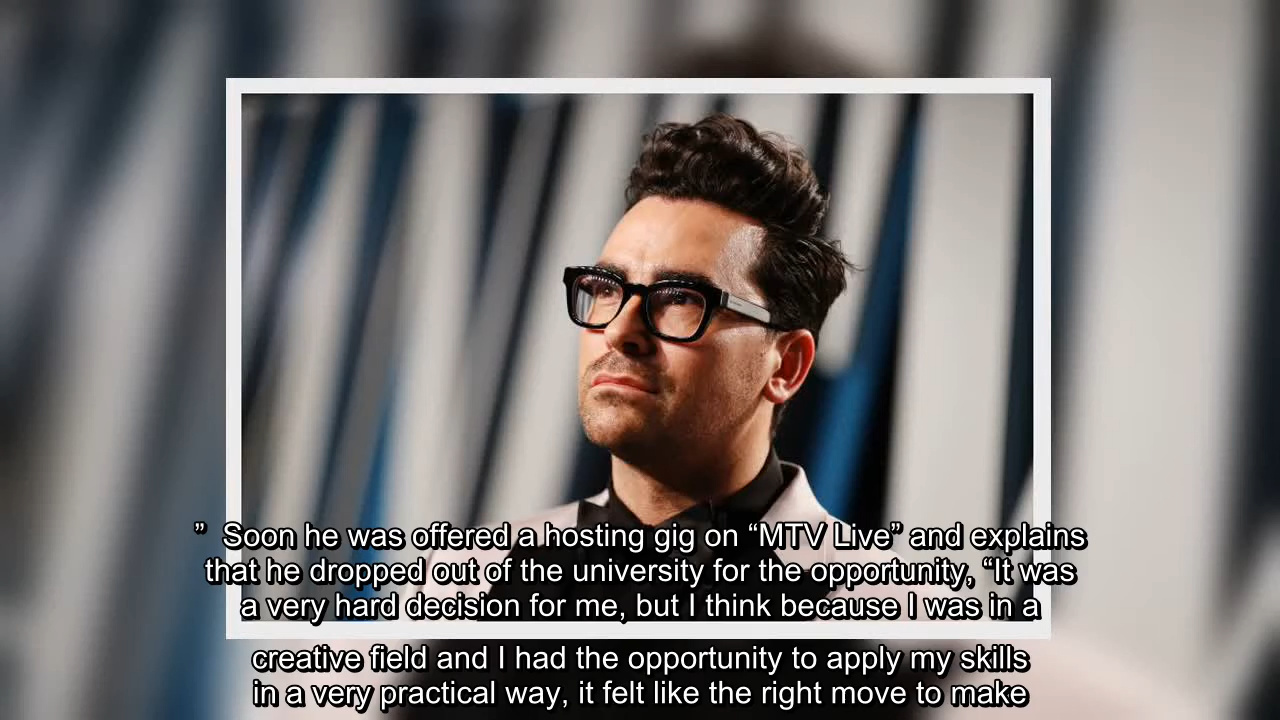 ”  Soon he was offered a hosting gig on “MTV Live” and explains
that he dropped out of the university for the opportunity, “It was
a very hard decision for me, but I think because I was in a
creative field and I had the opportunity to apply my skills
in a very practical way, it felt like the right move to make